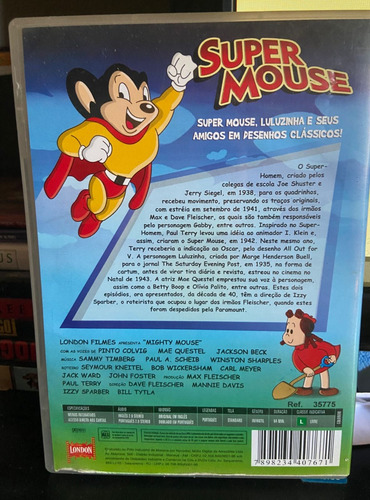 SUPER
MOUSE
SUPER MOUSE, LULUZINHA E SEUS
AMIGOS EM DESENHOS CLÁSSICOS!
O Super-
Homem, criado pelos
colegas de escola Joe Shuster e
Jerry Siegel, em 1938, para os quadrinhos,
recebeu movimento, preservando os traços originais,
com estréia em setembro de 1941, através dos irmãos
Max e Dave Fleischer, os quais são também responsáveis
pelo personagem Gabby, entre outros. Inspirado no Super-
Homem, Paul Terry levou uma idéia ao animador I. Klein e,
assim, criaram o Super Mouse, em 1942. Neste mesmo ano,
Terry receberia a indicação ao Oscar, pelo desenho All Out for
V. A personagem Luluzinha, criada por Marge Henderson Buell,
para o jornal The Saturday Evening Post, em 1935, na forma de
cartum, antes de virar tira diária e revista, estreou no cinema no
Natal de 1943. A atriz Mae Questel emprestou sua voz à personagem,
assim como a Betty Boop e Olívia Palito, entre outras. Estes dois
episódios, ora apresentados, da década de 40, têm a direção de Izzy
Sparber, o roteirista que ocupou o lugar dos irmãos Fleischer, quando estes
foram despedidos pela Paramount.
LONDON FILMES APRESENTA "MIGHTY MOUSE"
COM AS VOZES DE PINTO COLVIG MAE QUESTEL JACKSON BECK
MÚSICA SAMMY TIMBERG PAUL A. SCHEIB WINSTON SHARPLES
ROTEIRO SEYMOUR KNEITEL BOB WICKERSHAM CARL MEYER
JACK WARD JOHN FOSTER PRODUÇÃO MAX FLEISCHER
PAUL TERRY DIREÇÃO DAVE FLEISCHER MANNIE DAVIS
IZZY SPARBER BILL TYTLA
Ref. 35775
ESPECIFICAÇÕES
L
LIVRE
LONDON
7 898234 407671